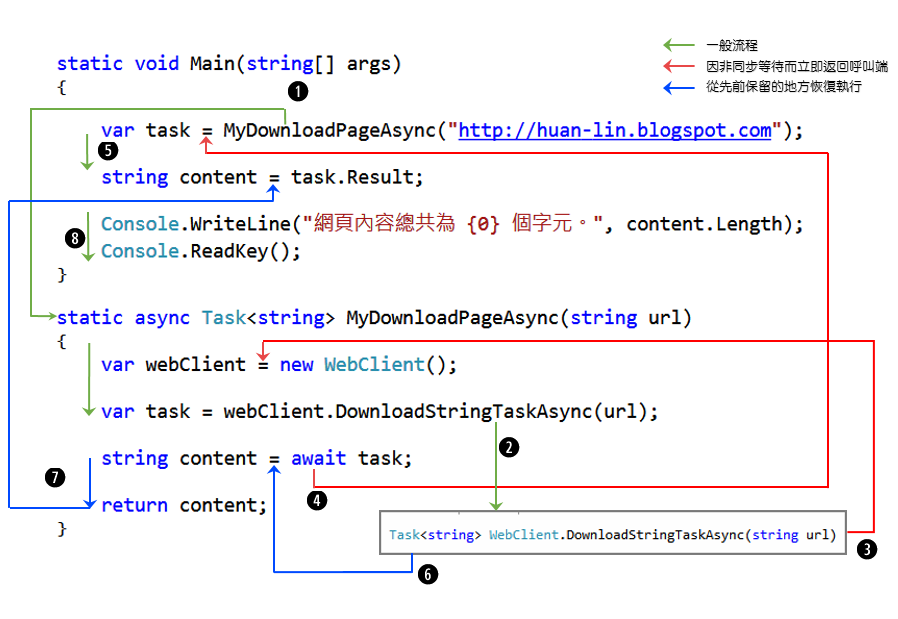 一般流程
因非同步等待而立即返回呼叫端
從先前保留的地方恢復執行
static void Main(string[] args)
{
❶
var task = MyDownloadPageAsync("http://huan-lin.blogspot.com");
❺
string content = task.Result;
Console.WriteLine("網頁內容總共為 {0} 個字元。", content.Length);
❽
Console.ReadKey();
}
static async Task<string> MyDownloadPageAsync(string url)
{
var webClient = new WebClient();
var task = webClient.DownloadStringTaskAsync(url);
❷
string content = await task;
❼
❹
return content;
}
Task<string> WebClient.DownloadStringTaskAsync(string url)
❸
❻